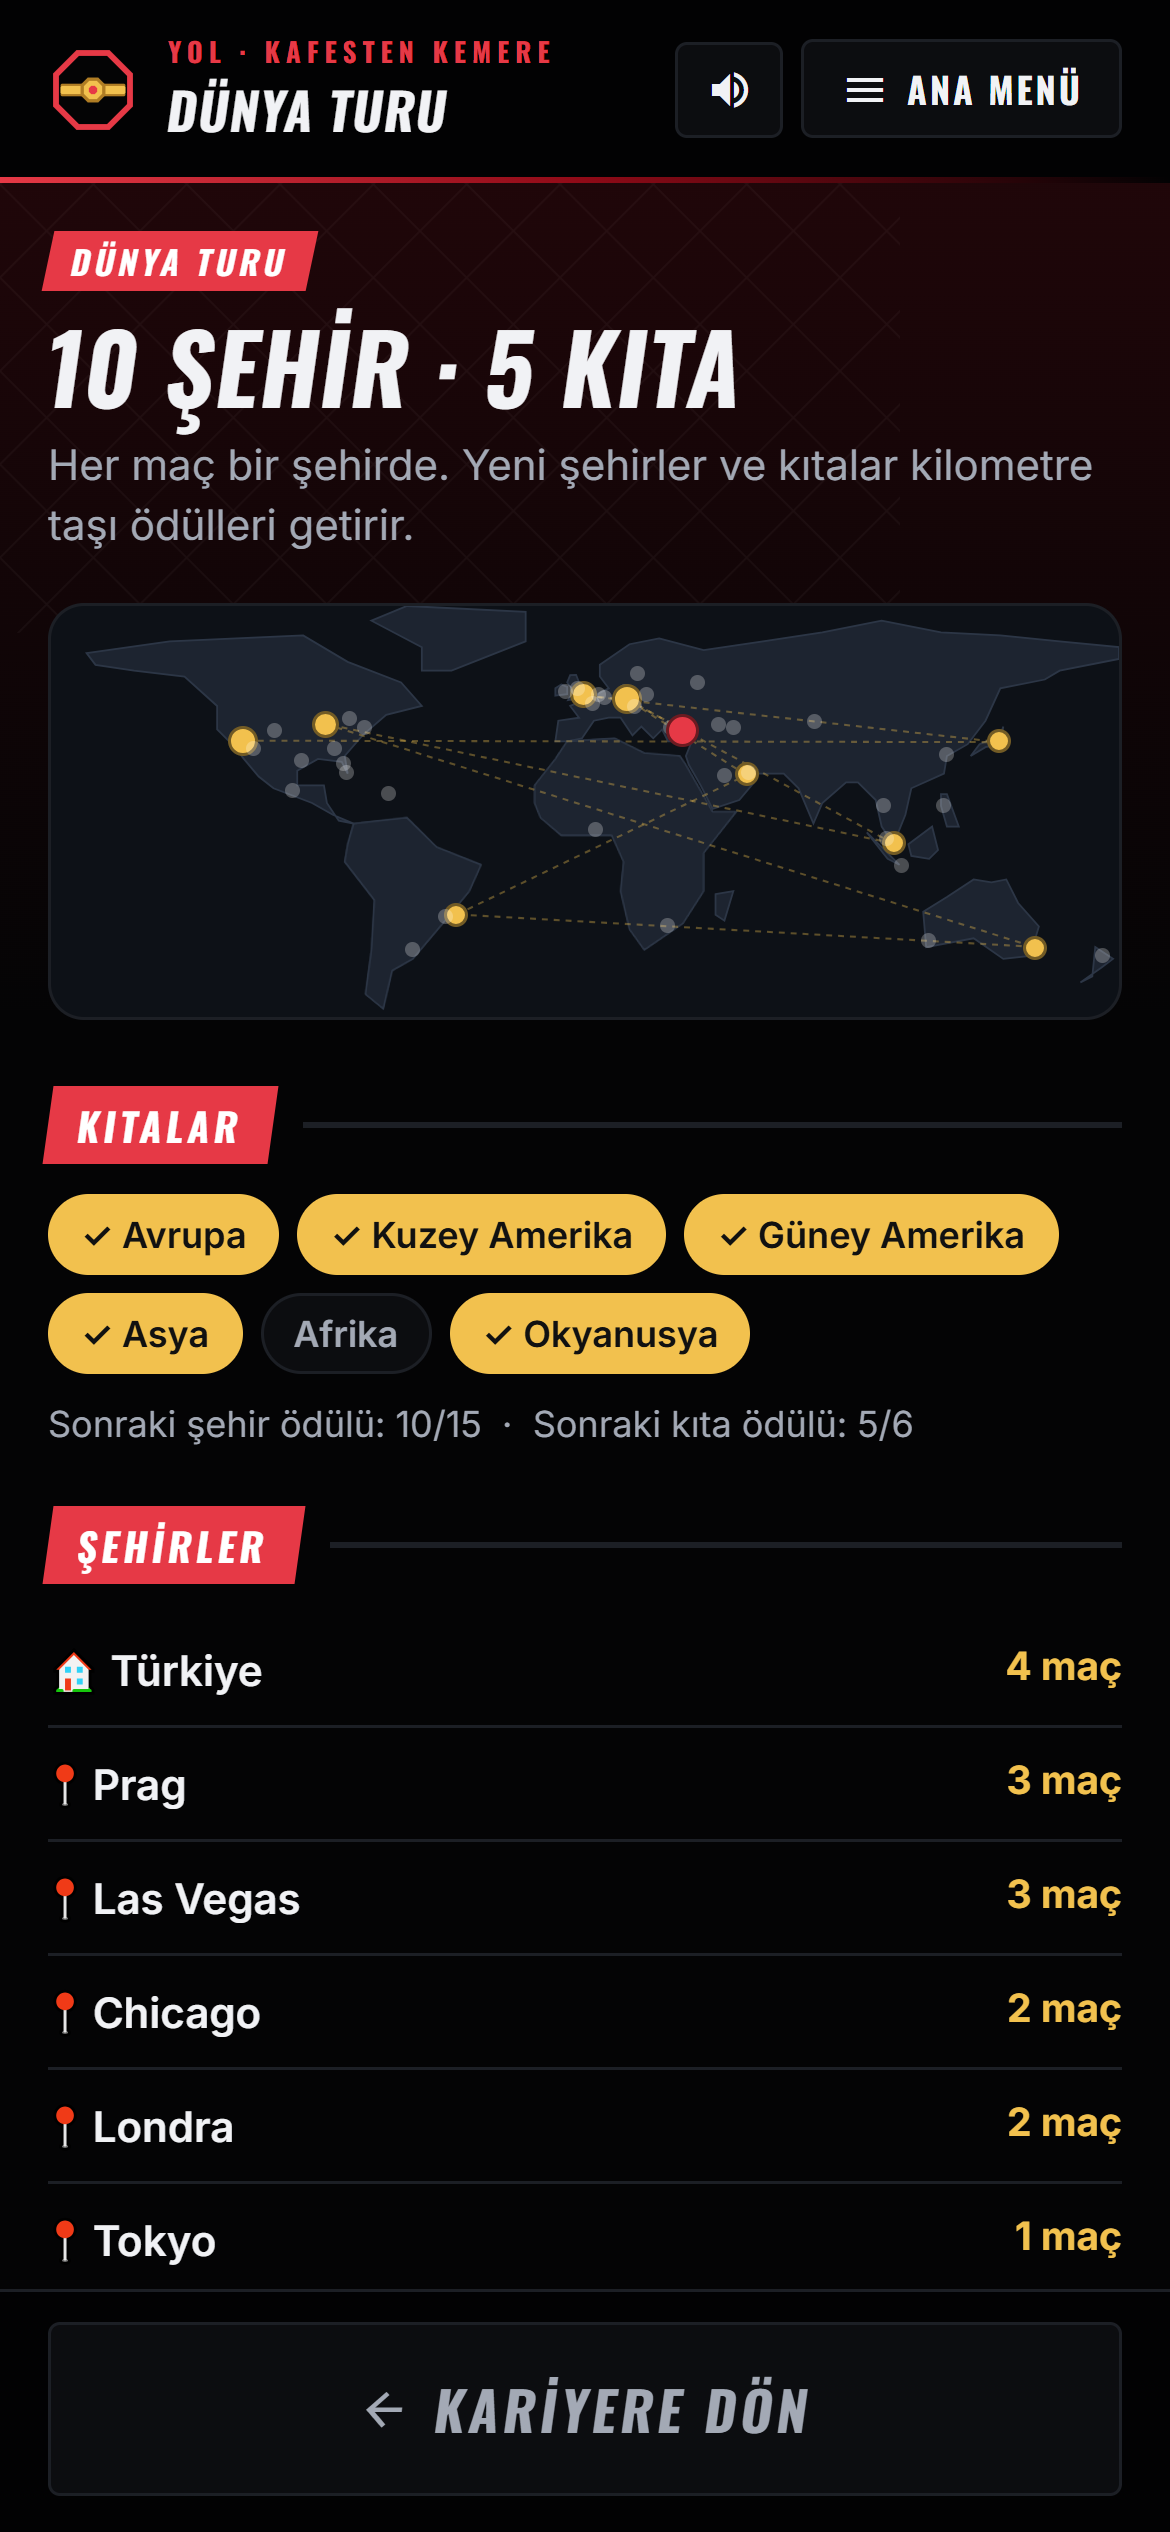 YOL · KAFESTEN KEMERE
DÜNYA TURU
ANA MENÜ
DÜNYA TURU
10 ŞEHİR · 5 KITA
Her maç bir şehirde. Yeni şehirler ve kıtalar kilometre
taşı ödülleri getirir.
KITALAR
✓ Avrupa
✓ Kuzey Amerika
✓ Güney Amerika
✓ Asya
Afrika
✓ Okyanusya
Sonraki şehir ödülü: 10/15 · Sonraki kıta ödülü: 5/6
ŞEHİRLER
Türkiye 4 maç
Prag 3 maç
Las Vegas 3 maç
Chicago 2 maç
Londra 2 maç
Tokyo 1 maç
← KARİYERE DÖN